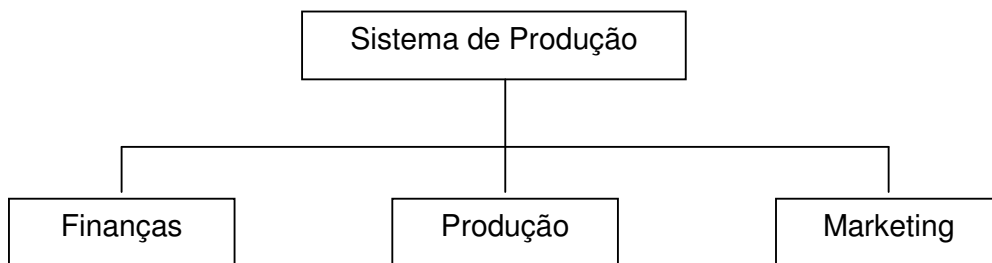 Sistema de Produção
Finanças
Produção
Marketing